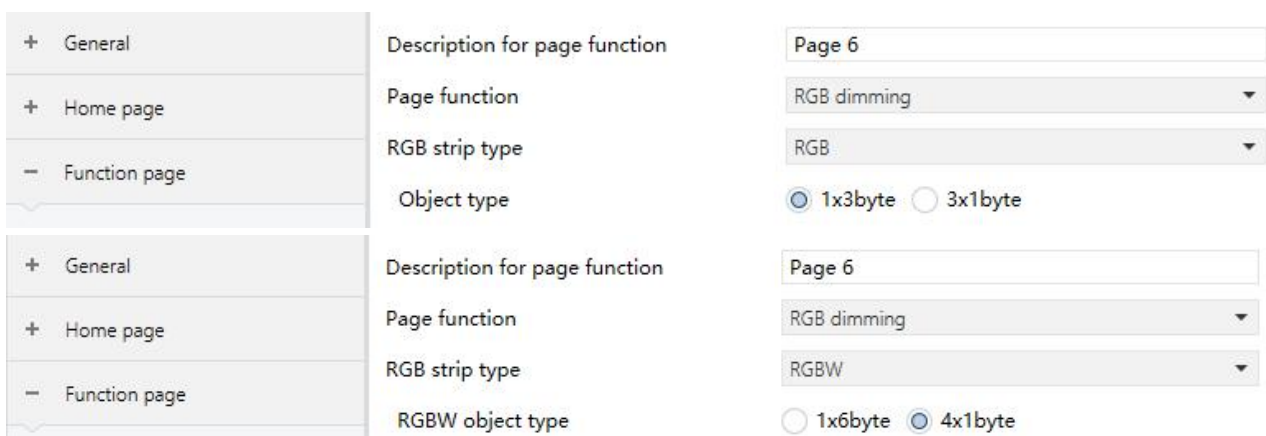 + General
Description for page function Page 6
+ Home page
Page function RGB dimming
RGB strip type RGB
− Function page
Object type 1x3byte 3x1byte
+ General
Description for page function Page 6
+ Home page
Page function RGB dimming
RGB strip type RGBW
− Function page
RGBW object type 1x6byte 4x1byte